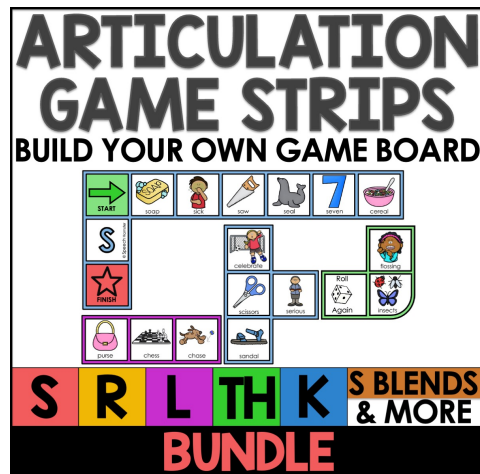 ARTICULATION
GAME STRIPS
BUILD YOUR OWN GAME BOARD
START
soap
sick
saw
seal
7
seven
cereal
S
FINISH
celebrate
flossing
scissors
serious
Roll
Again
insects
purse
chess
chase
sandal
S R L TH K S BLENDS
& MORE
BUNDLE